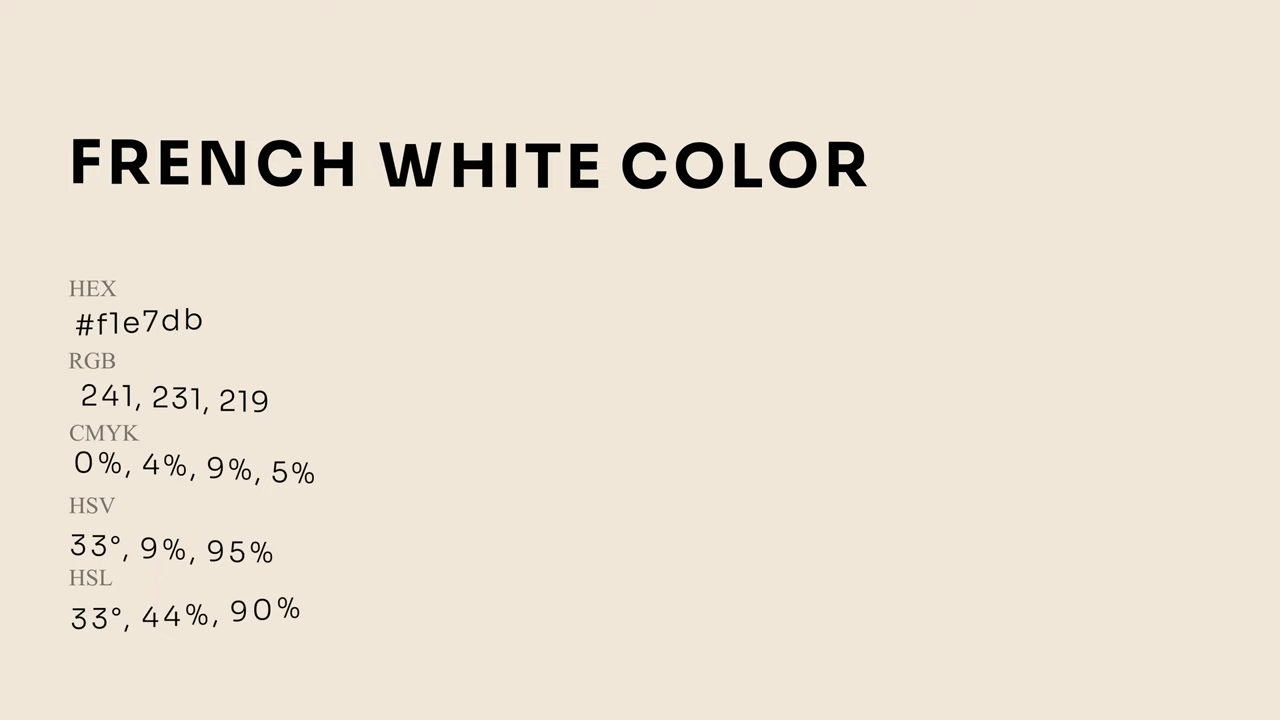 FRENCH WHITE COLOR
HEX
#f1e7db
RGB
241, 231, 219
CMYK
0%, 4%, 9%, 5%
HSV
33°, 9%, 95%
HSL
33°, 44%, 90%